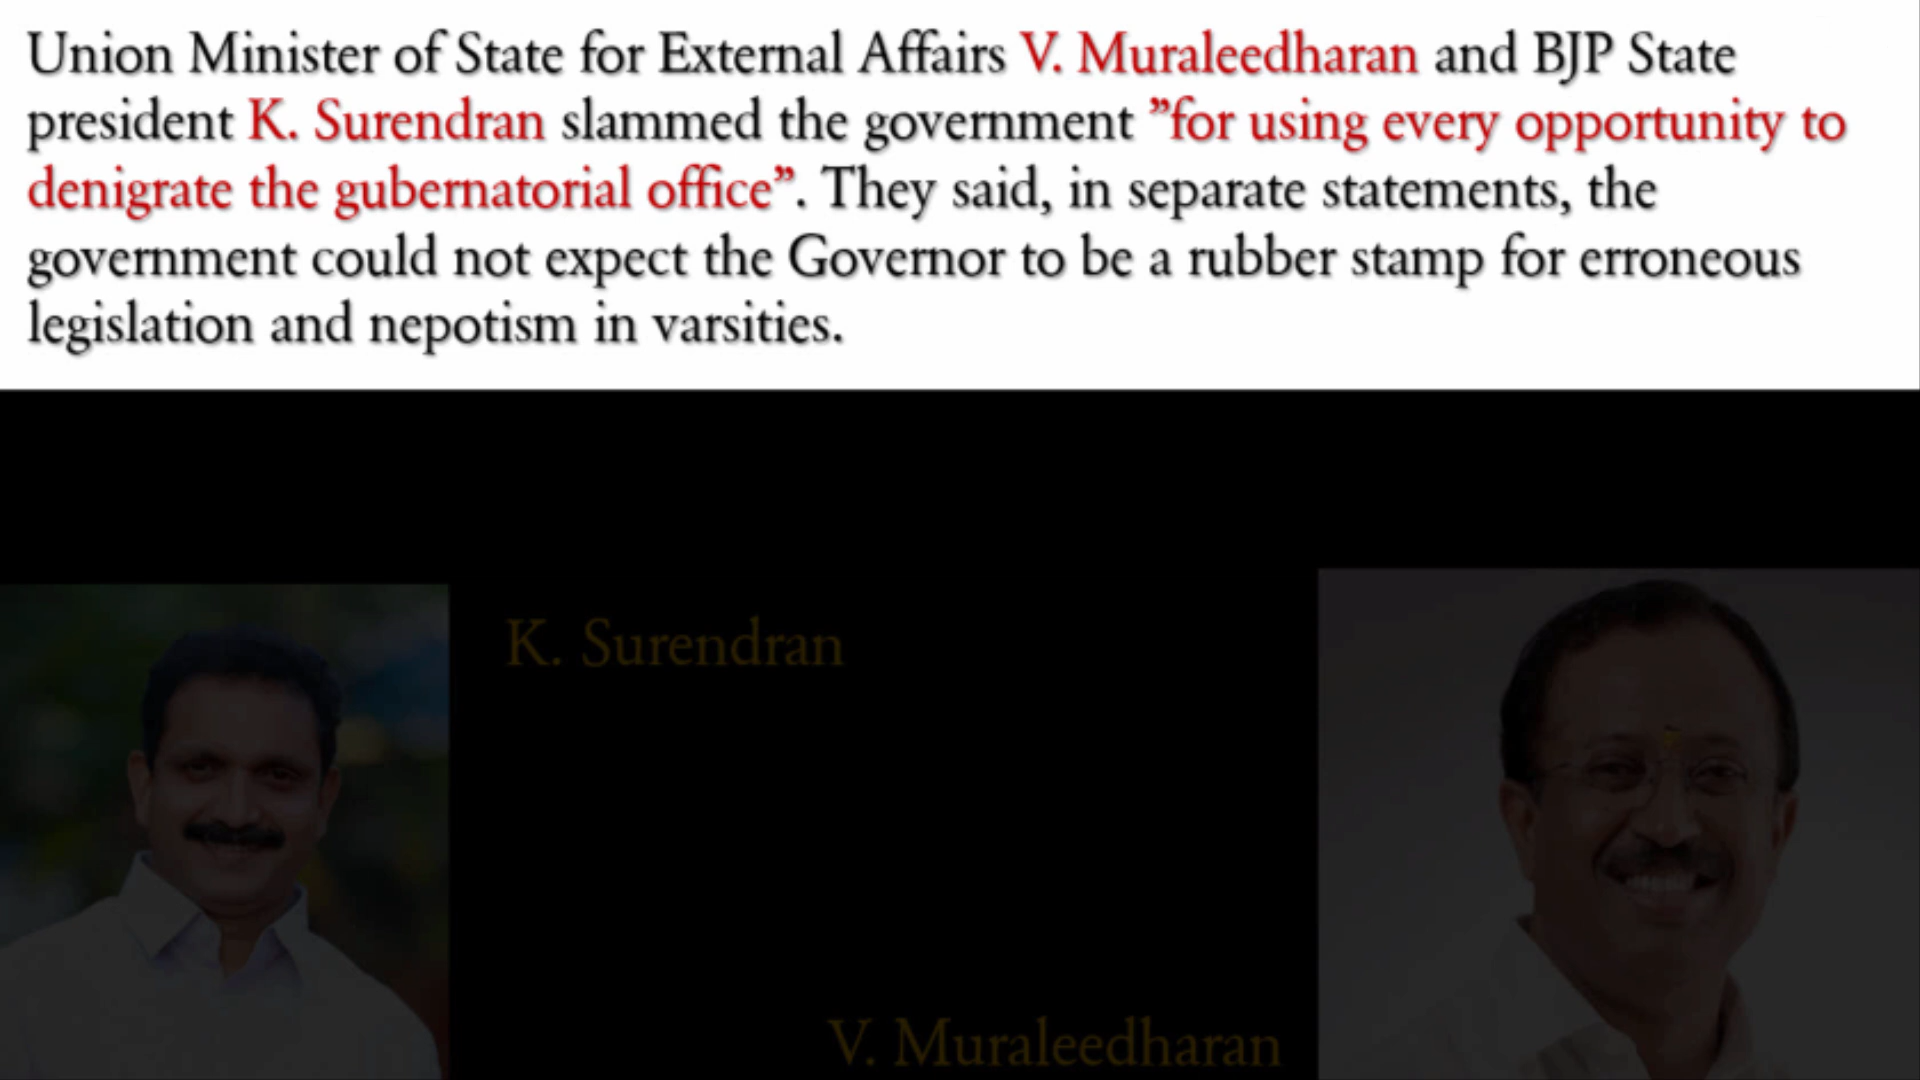 Union Minister of State for External Affairs V. Muraleedharan and BJP State
president K. Surendran slammed the government ”for using every opportunity to
denigrate the gubernatorial office”. They said, in separate statements, the
government could not expect the Governor to be a rubber stamp for erroneous
legislation and nepotism in varsities.
K. Surendran
V. Muraleedharan